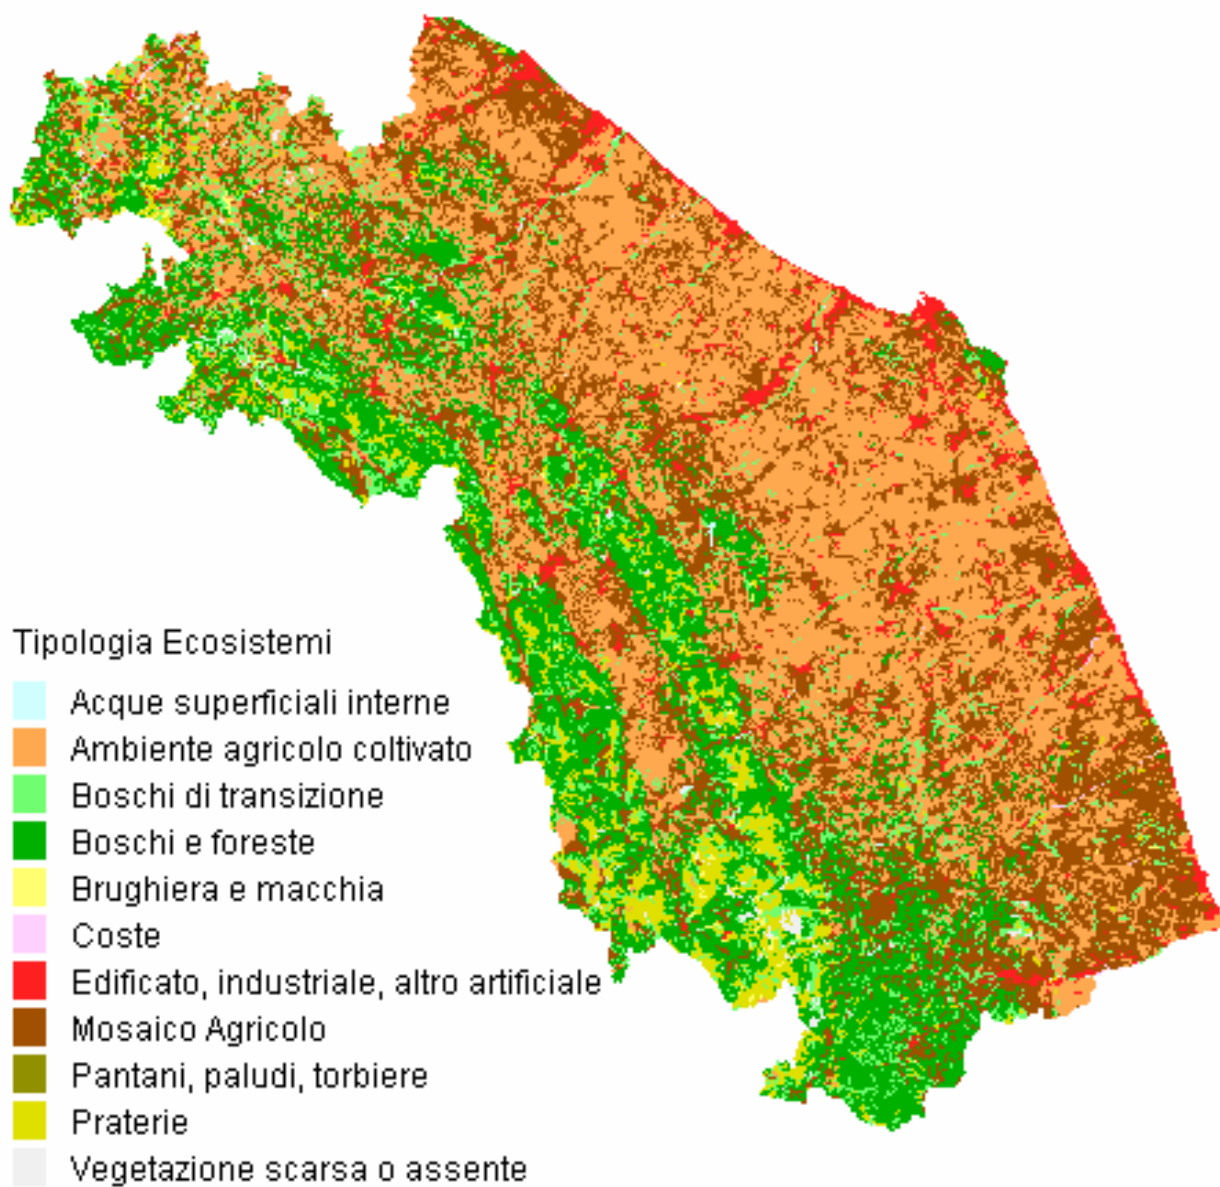 Tipologia Ecosistemi
Acque superficiali interne
Ambiente agricolo coltivato
Boschi di transizione
Boschi e foreste
Brughiera e macchia
Coste
Edificato, industriale, altro artificiale
Mosaico Agricolo
Pantani, paludi, torbiere
Praterie
Vegetazione scarsa o assente